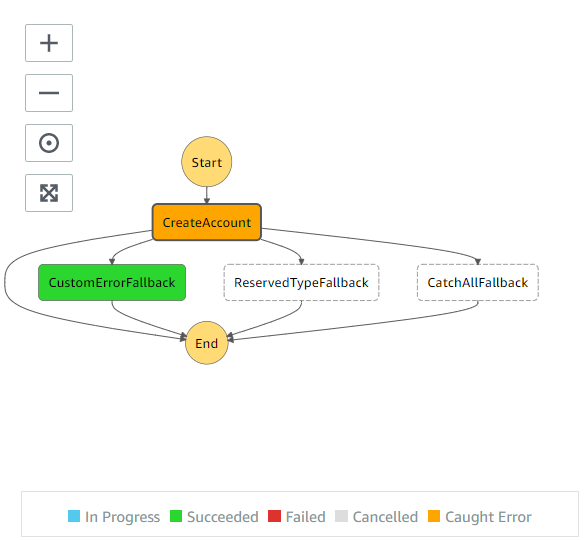 Start
CreateAccount
CustomErrorFallback ReservedTypeFallback CatchAllFallback
End
In Progress Succeeded Failed Cancelled Caught Error